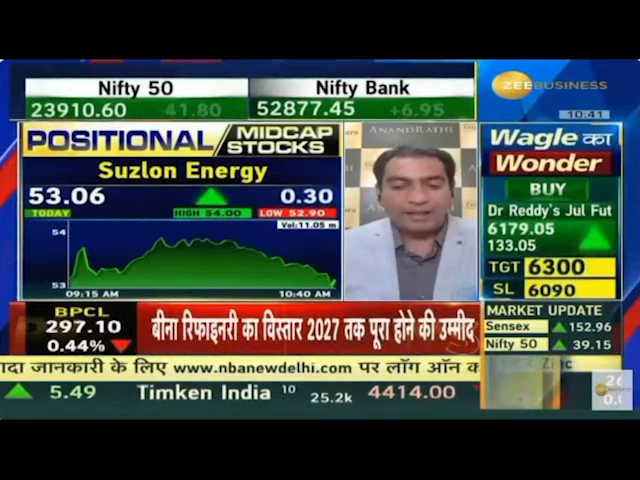 Nifty 50
23910.60 41.80
Nifty Bank
52877.45 +6.95
ZEEBUSINESS
10:41
POSITIONAL / MIDCAP STOCKS
Suzlon Energy
53.06 0.30
TODAY HIGH 54.00 LOW 52.90
Vol:11.05 m
54
53
09:15 AM 10:40 AM
ANANDRATHI
Wagle का
Wonder
BUY
Dr Reddy's Jul Fut
6179.05
133.05
TGT 6300
SL 6090
MARKET UPDATE
Sensex 152.96
Nifty 50 39.15
BPCL
297.10
0.44%
बीना रिफाइनरी का विस्तार 2027 तक पूरा होने की उम्मीद
जानकारी के लिए www.nbanewdelhi.com पर लॉग ऑन
5.49 Timken India 10 25.2k 4414.00